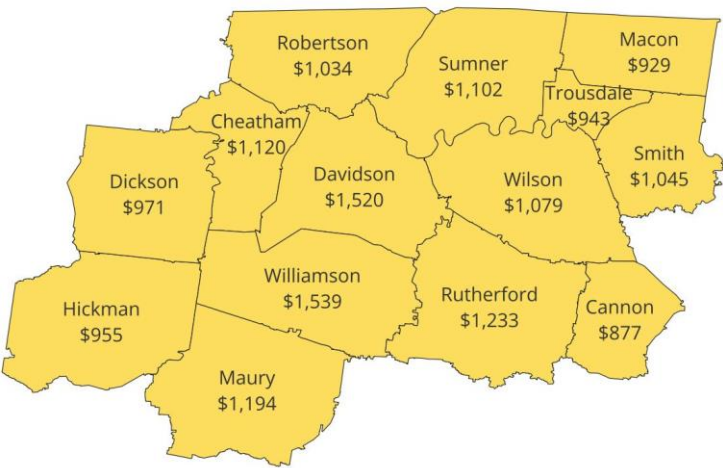 Robertson
$1,034
Sumner
$1,102
Macon
$929
Trousdale
$943
Cheatham
$1,120
Smith
$1,045
Dickson
$971
Davidson
$1,520
Wilson
$1,079
Williamson
$1,539
Rutherford
$1,233
Cannon
$877
Hickman
$955
Maury
$1,194